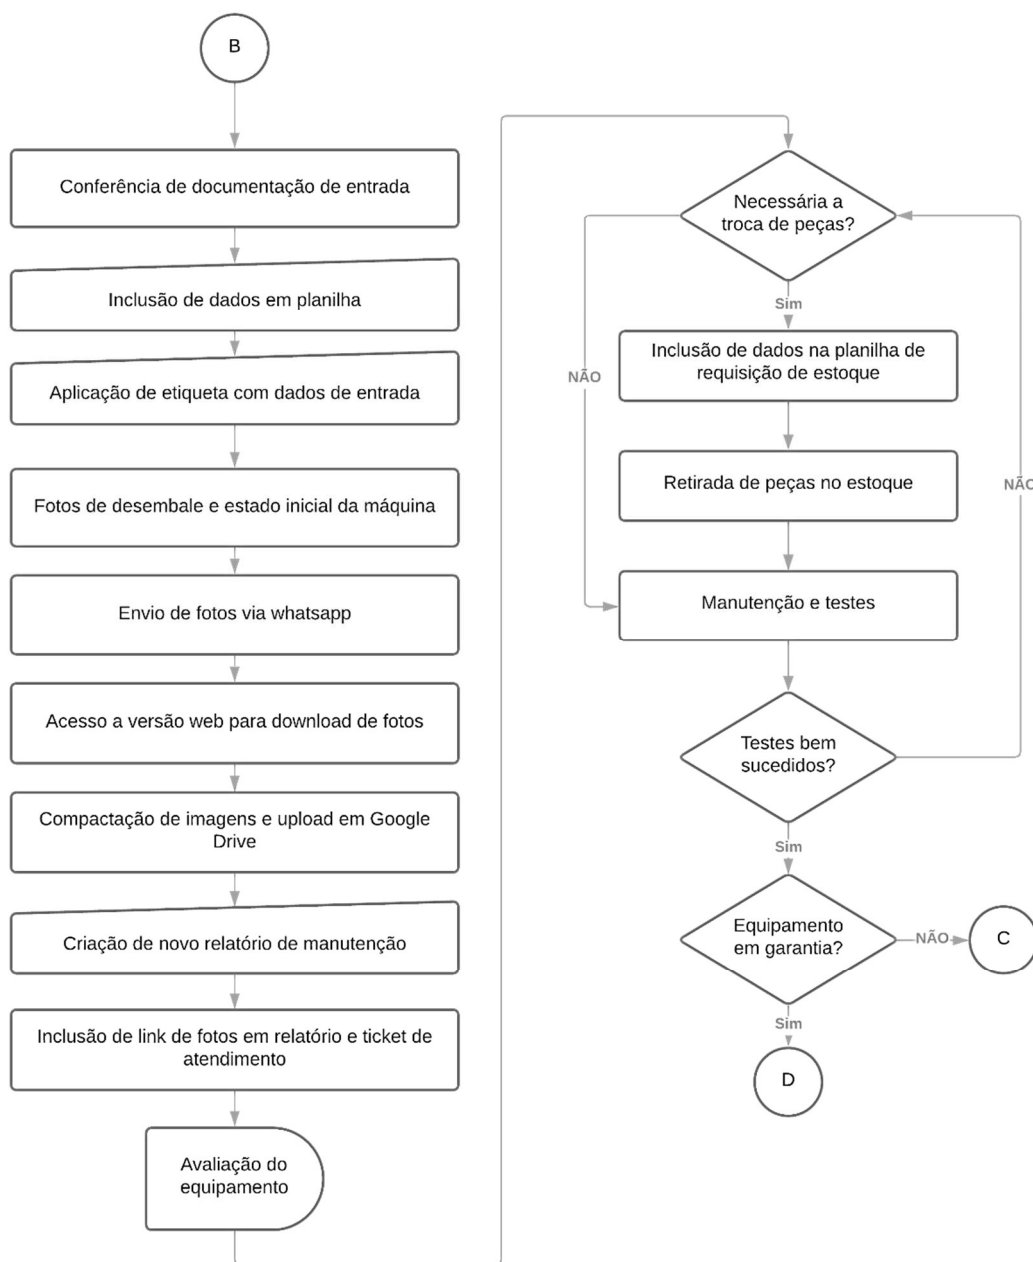 B
Conferência de documentação de entrada
Inclusão de dados em planilha
Aplicação de etiqueta com dados de entrada
Fotos de desembale e estado inicial da máquina
Envio de fotos via whatsapp
Acesso a versão web para download de fotos
Compactação de imagens e upload em Google
Drive
Criação de novo relatório de manutenção
Inclusão de link de fotos em relatório e ticket de
atendimento
Avaliação do
equipamento
Necessária a
troca de peças?
Sim
NÃO
Inclusão de dados na planilha de
requisição de estoque
Retirada de peças no estoque
NÃO
Manutenção e testes
Testes bem
sucedidos?
Sim
Equipamento
em garantia?
NÃO
C
Sim
D